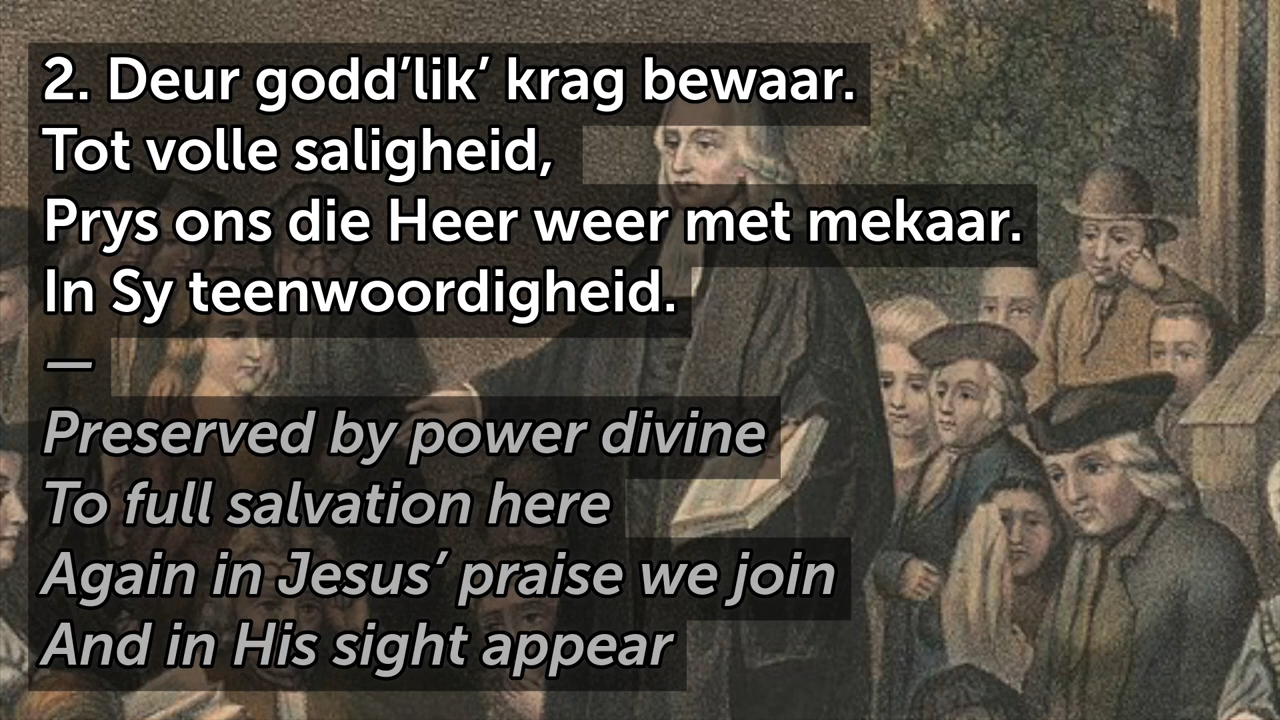 2. Deur godd’lik’ krag bewaar.
Tot volle saligheid,
Prys ons die Heer weer met mekaar.
In Sy teenwoordigheid.
—
Preserved by power divine
To full salvation here
Again in Jesus’ praise we join
And in His sight appear